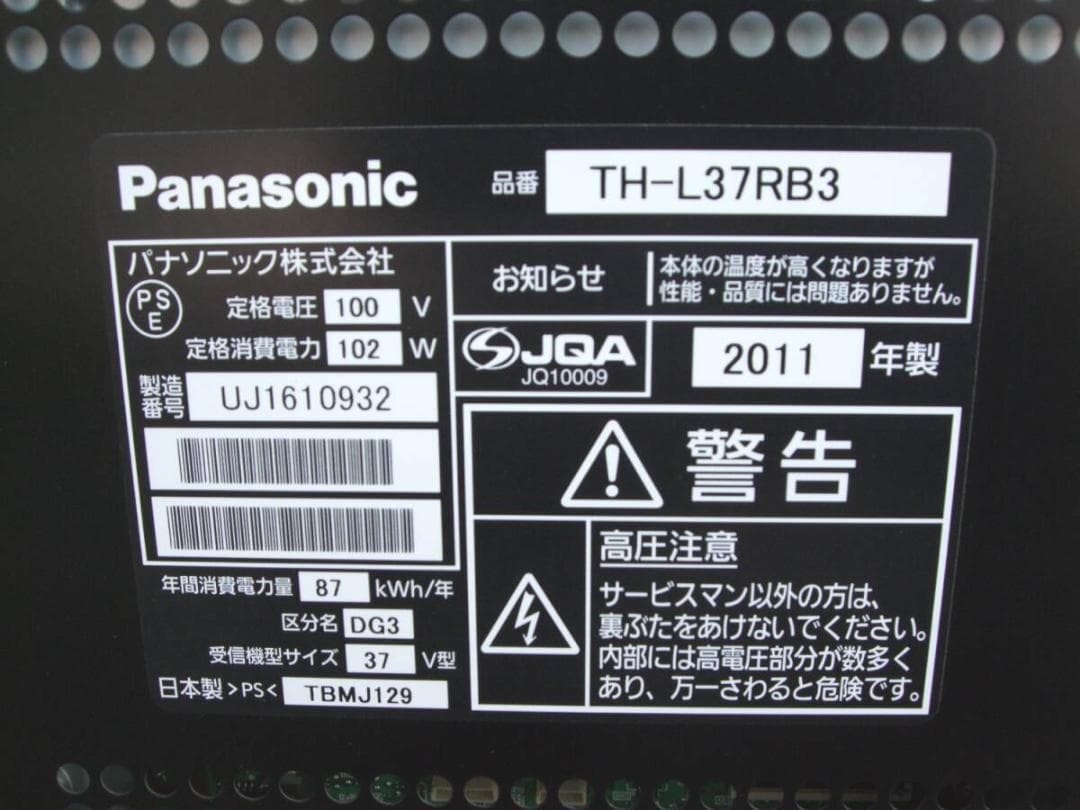 Panasonic
品番 TH-L37RB3
パナソニック株式会社
PS
E
定格電圧 100 V
定格消費電力 102 W
製造
番号
UJ1610932
年間消費電力量 87 kWh/年
区分名 DG3
受信機型サイズ 37 V型
日本製 >PS< TBMJ129
お知らせ
本体の温度が高くなりますが
性能・品質には問題ありません。
JQA
JQ10009
2011 年製
警告
高圧注意
サービスマン以外の方は、
裏ぶたをあけないでください。
内部には高電圧部分が数多く
あり、万一さわると危険です。